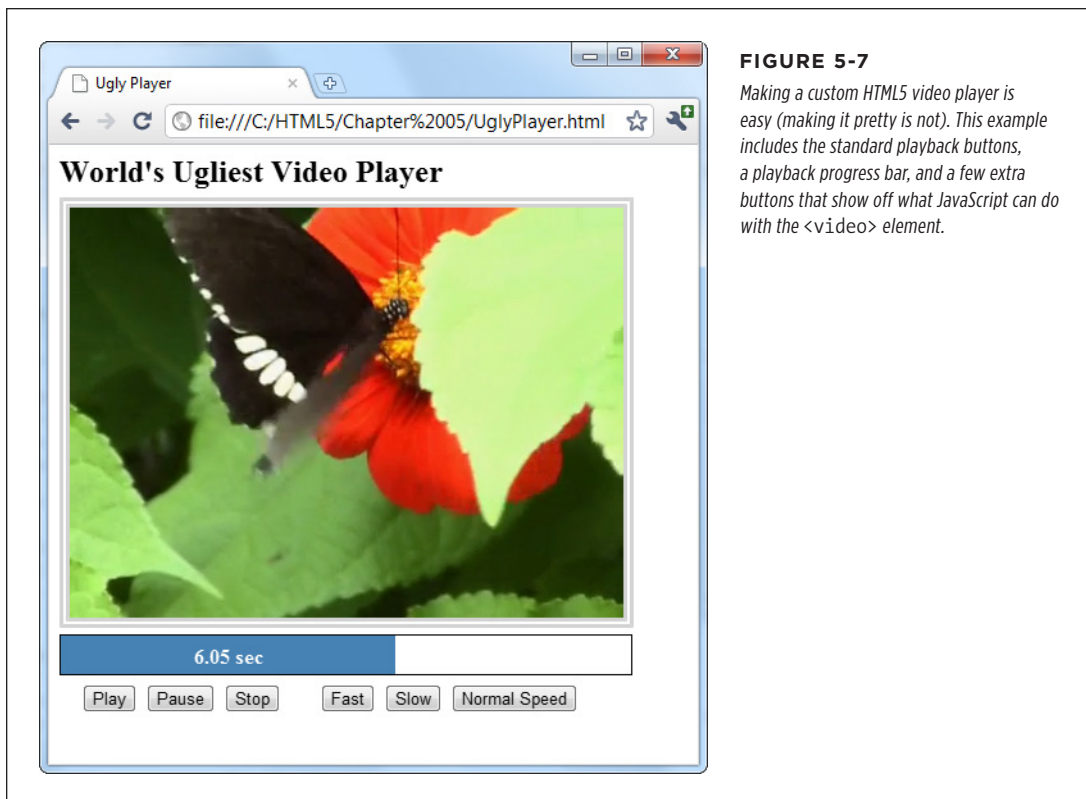 Ugly Player
file:///C:/HTML5/Chapter%2005/UglyPlayer.html
World's Ugliest Video Player
6.05 sec
Play Pause Stop Fast Slow Normal Speed
FIGURE 5-7
Making a custom HTML5 video player is
easy (making it pretty is not). This example
includes the standard playback buttons,
a playback progress bar, and a few extra
buttons that show off what JavaScript can do
with the <video> element.